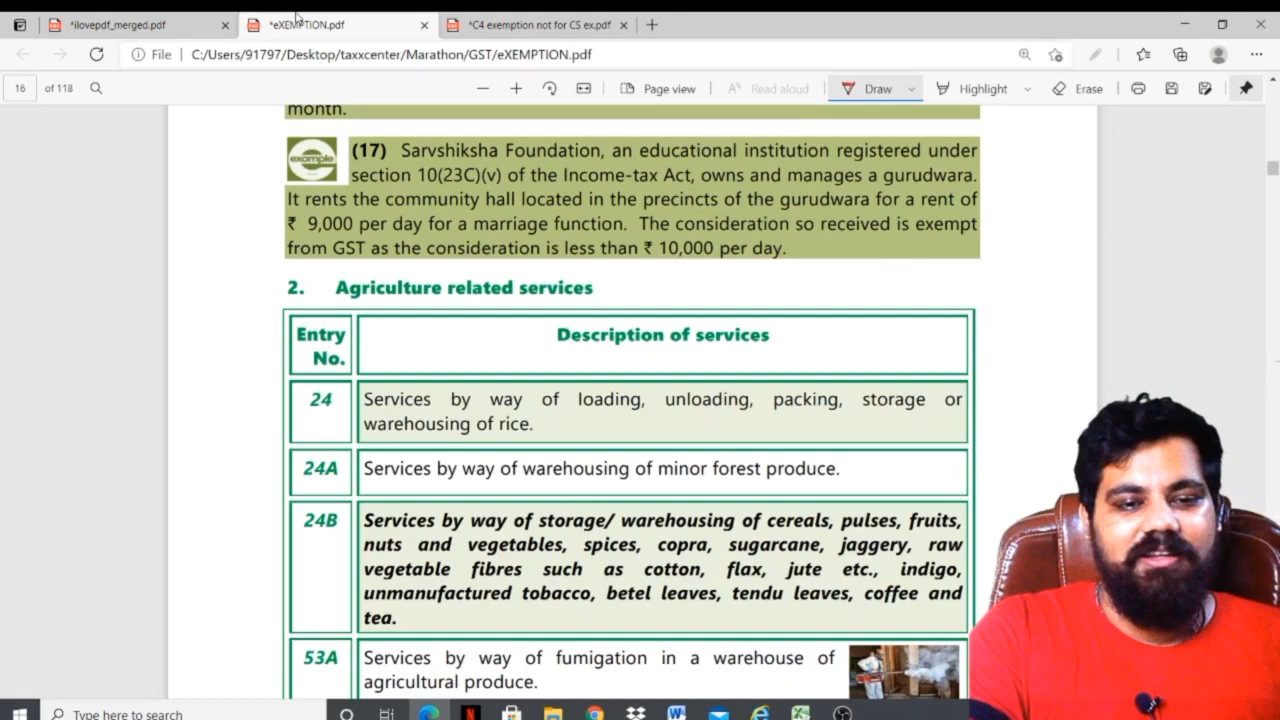 *ilovepdf_merged.pdf
*eXEMPTION.pdf
*C4 exemption not for CS ex.pdf
File
C:/Users/91797/Desktop/taxxcenter/Marathon/GST/eXEMPTION.pdf
16 of 118
Page view
Read aloud
Draw
Highlight
Erase
month.
example
(17) Sarvshiksha Foundation, an educational institution registered under
section 10(23C)(v) of the Income-tax Act, owns and manages a gurudwara.
It rents the community hall located in the precincts of the gurudwara for a rent of
₹ 9,000 per day for a marriage function. The consideration so received is exempt
from GST as the consideration is less than ₹ 10,000 per day.
2. Agriculture related services
Entry
No.
Description of services
24
Services by way of loading, unloading, packing, storage or
warehousing of rice.
24A
Services by way of warehousing of minor forest produce.
24B
Services by way of storage/ warehousing of cereals, pulses, fruits,
nuts and vegetables, spices, copra, sugarcane, jaggery, raw
vegetable fibres such as cotton, flax, jute etc., indigo,
unmanufactured tobacco, betel leaves, tendu leaves, coffee and
tea.
53A
Services by way of fumigation in a warehouse of
agricultural produce.
Type here to search